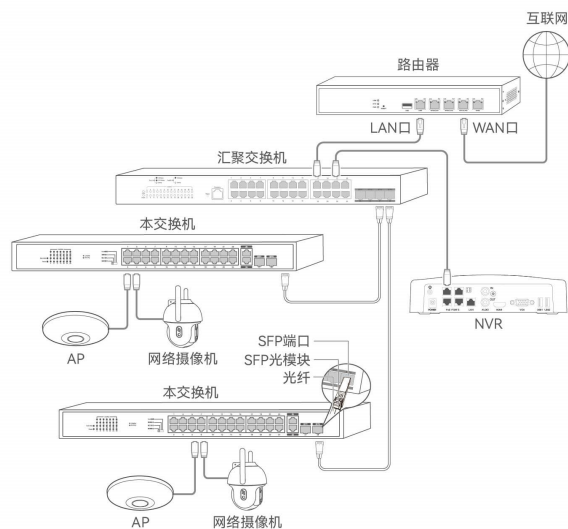 互联网
路由器
LAN口
WAN口
汇聚交换机
本交换机
AP
网络摄像机
NVR
SFP端口
SFP光模块
光纤
本交换机
AP
网络摄像机